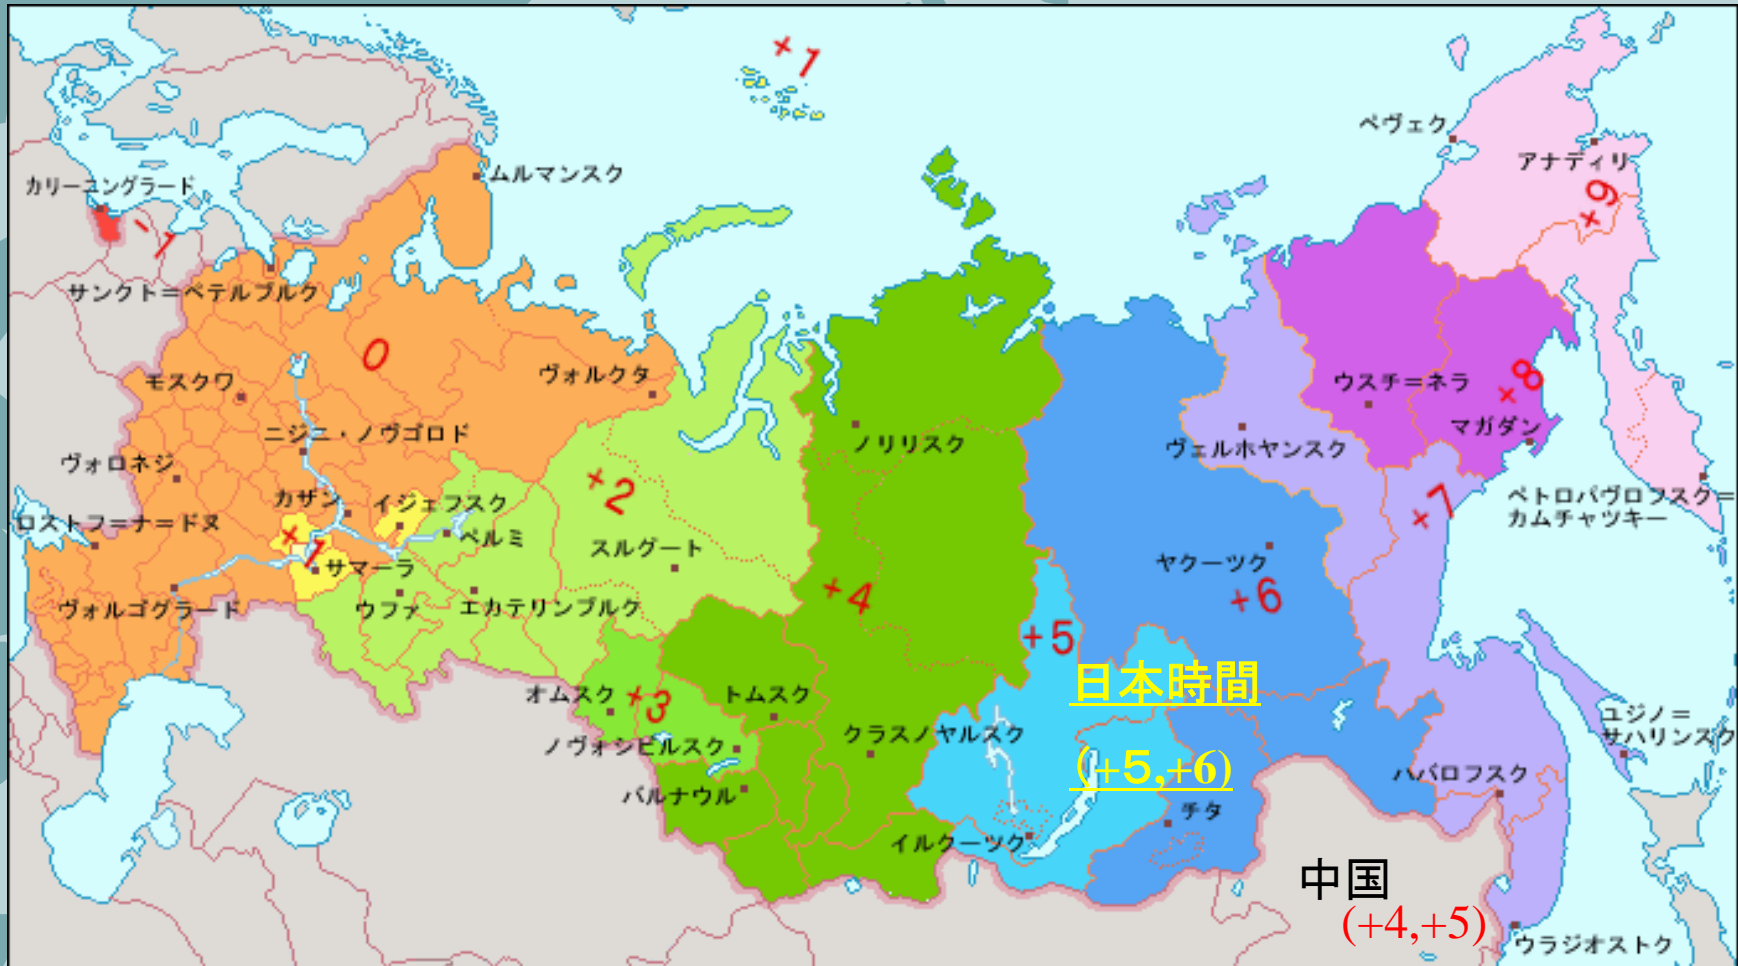 +1
ペヴェク
アナディリ
+9
ムルマンスク
カリーニングラード
-1
サンクト=ペテルブルク
0
ヴォルクタ
モスクワ
ウスチ=ネラ
+8
マガダン
ニジニ・ノヴゴロド
ノリリスク
ヴェルホヤンスク
ヴォロネジ
+2
カザン
イジェフスク
+7
ペトロパヴロフスク=
カムチャツキー
ロストフ=ナ=ドヌ
+1
ペルミ
スルグート
サマーラ
ヤクーツク
+6
ヴォルゴグラード
ウファ
エカテリンブルク
+4
+5
日本時間
(+5,+6)
オムスク
+3
トムスク
クラスノヤルスク
ノヴォシビルスク
ユジノ=
サハリンスク
バルナウル
ハバロフスク
チタ
イルクーツク
中国
(+4,+5)
ウラジオストク